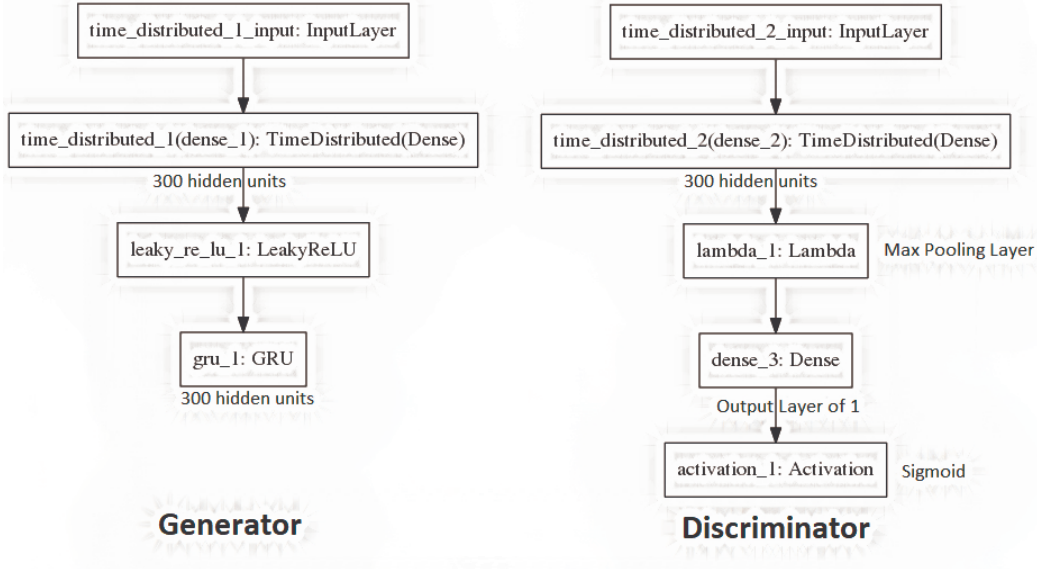 time_distributed_1_input: InputLayer
time_distributed_1(dense_1): TimeDistributed(Dense)
300 hidden units
leaky_re_lu_1: LeakyReLU
gru_1: GRU
300 hidden units
Generator
time_distributed_2_input: InputLayer
time_distributed_2(dense_2): TimeDistributed(Dense)
300 hidden units
lambda_1: Lambda
Max Pooling Layer
dense_3: Dense
Output Layer of 1
activation_1: Activation
Sigmoid
Discriminator